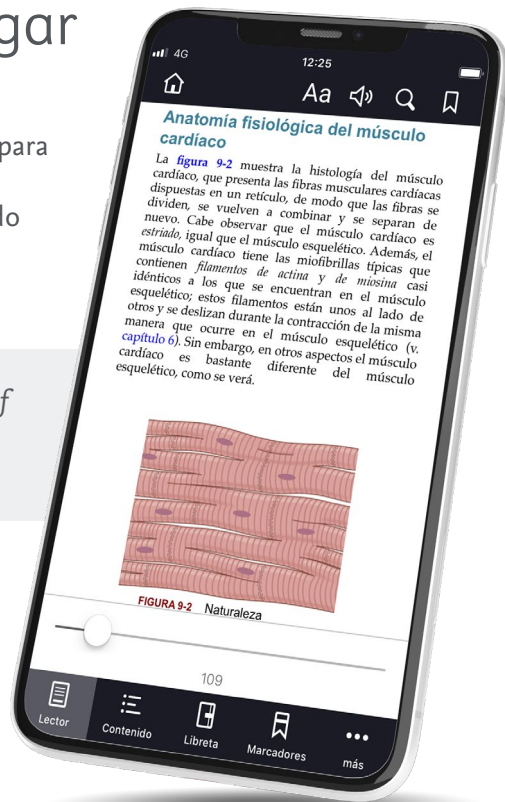 gar
para
do
f
4G
12:25
Aa
Anatomía fisiológica del músculo
cardíaco
La figura 9-2 muestra la histología del músculo
cardíaco, que presenta las fibras musculares cardíacas
dispuestas en un retículo, de modo que las fibras se
dividen, se vuelven a combinar y se separan de
nuevo. Cabe observar que el músculo cardíaco es
estriado, igual que el músculo esquelético. Además, el
músculo cardíaco tiene las miofibrillas típicas que
contienen filamentos de actina y de miosina casi
idénticos a los que se encuentran en el músculo
esquelético; estos filamentos están unos al lado de
otros y se deslizan durante la contracción de la misma
manera que ocurre en el músculo esquelético (v.
capítulo 6). Sin embargo, en otros aspectos el músculo
cardíaco es bastante diferente del músculo
esquelético, como se verá.
FIGURA 9-2 Naturaleza
109
Lector
Contenido
Libreta
Marcadores
más